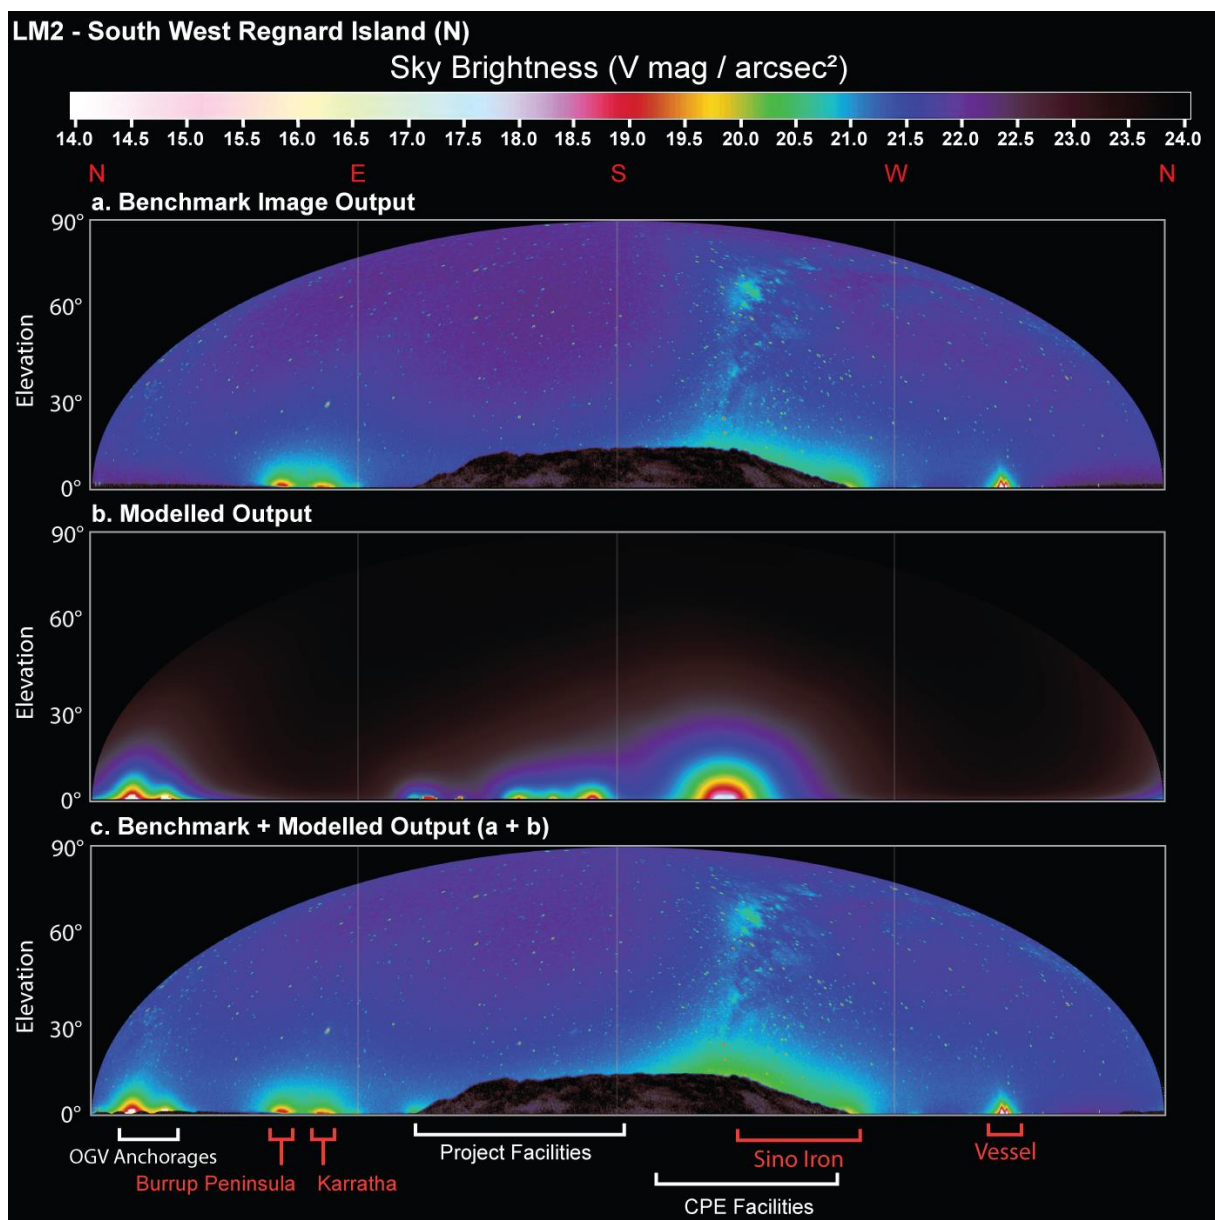 LM2 - South West Regnard Island (N)
Sky Brightness (V mag / arcsec²)
14.0 14.5 15.0 15.5 16.0 16.5 17.0 17.5 18.0 18.5 19.0 19.5 20.0 20.5 21.0 21.5 22.0 22.5 23.0 23.5 24.0
N E S W N
a. Benchmark Image Output
90°
60°
30°
0°
Elevation
b. Modelled Output
90°
60°
30°
0°
Elevation
c. Benchmark + Modelled Output (a + b)
90°
60°
30°
0°
Elevation
OGV Anchorages
Burrup Peninsula
Karratha
Project Facilities
Sino Iron
CPE Facilities
Vessel